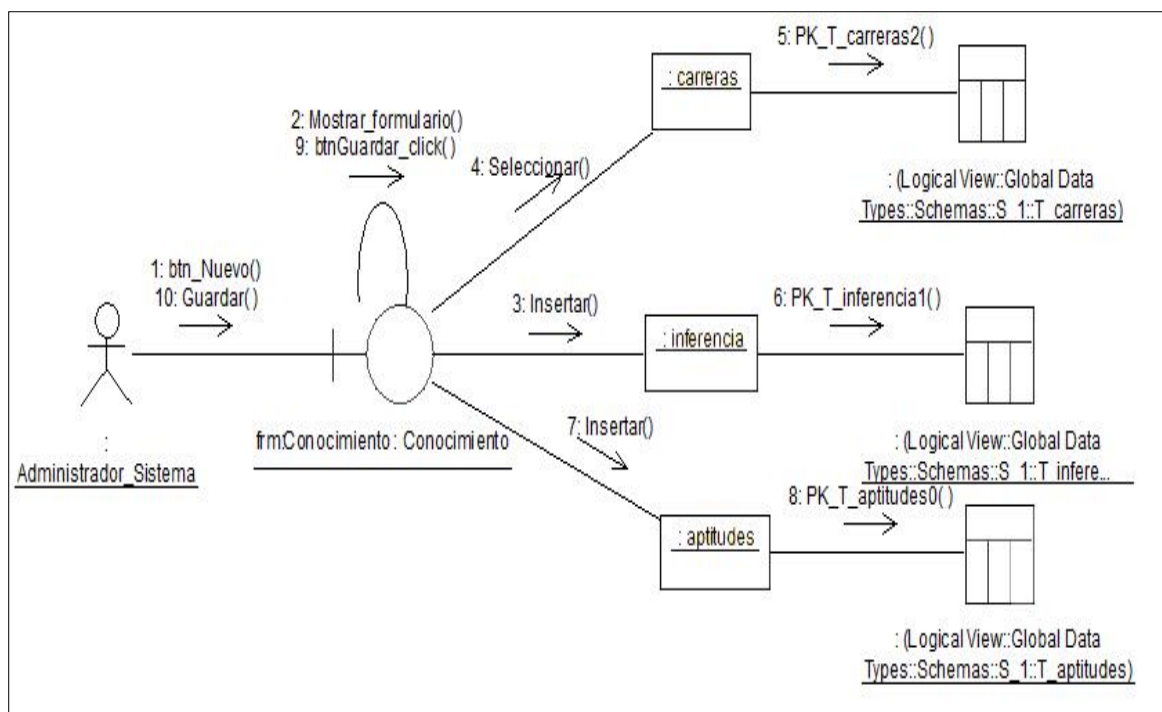 5: PK_T_carreras2()
: carreras
2: Mostrar_formulario()
9: btnGuardar_click()
4: Seleccionar()
: (Logical View::Global Data
Types::Schemas::S_1::T_carreras)
1: btn_Nuevo()
10: Guardar()
3: Insertar()
6: PK_T_inferencia1()
: inferencia
frmConocimiento : Conocimiento
7: Insertar()
: (Logical View::Global Data
Types::Schemas::S_1::T_infere...
:
Administrador_Sistema
8: PK_T_aptitudes0()
: aptitudes
: (Logical View::Global Data
Types::Schemas::S_1::T_aptitudes)